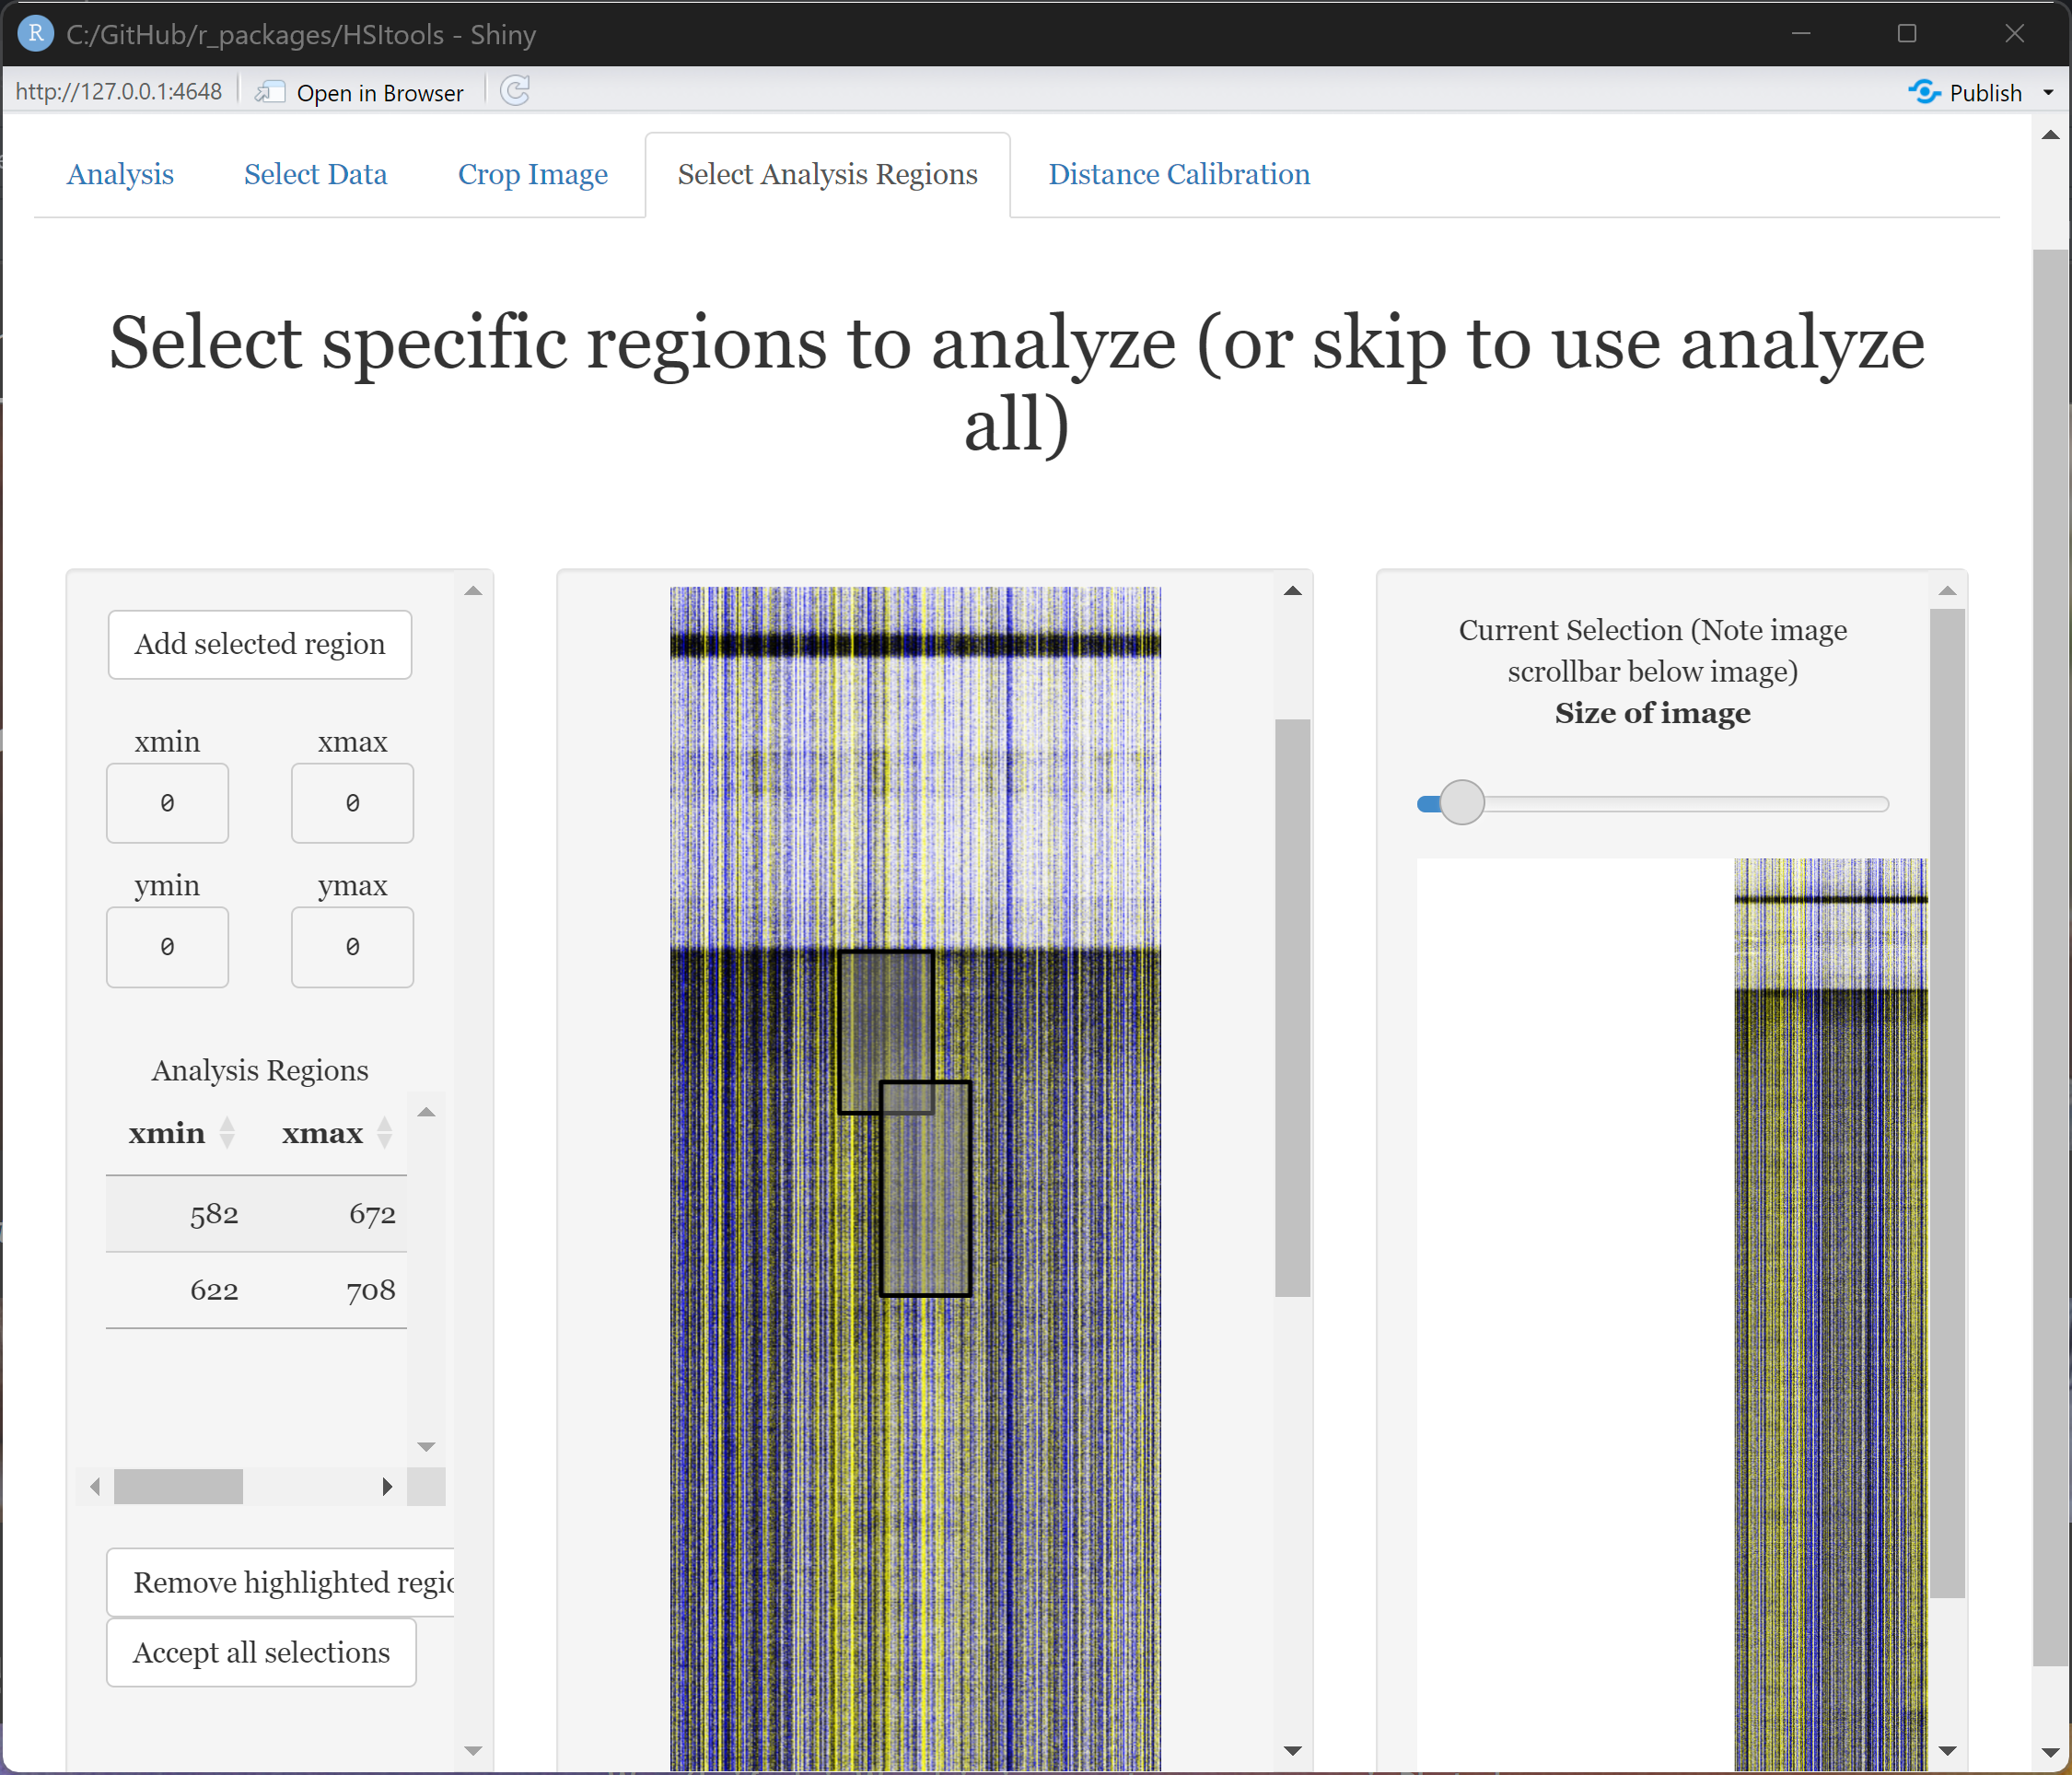 R C:/GitHub/r_packages/HSItools - Shiny
http://127.0.0.1:4648 Open in Browser Publish
Analysis Select Data Crop Image Select Analysis Regions Distance Calibration
Select specific regions to analyze (or skip to use analyze
all)
Add selected region
xmin xmax
0 0
ymin ymax
0 0
Analysis Regions
xmin xmax
582 672
622 708
Remove highlighted regio
Accept all selections
Current Selection (Note image
scrollbar below image)
Size of image